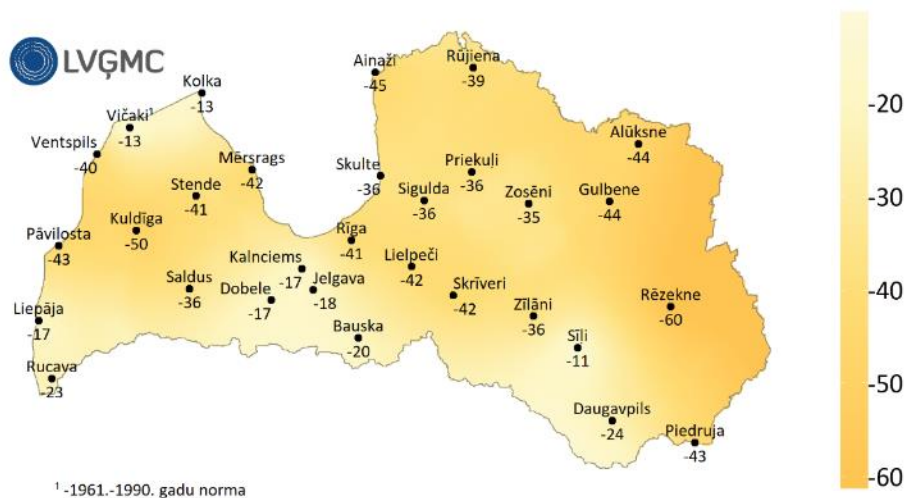 LVĢMC
Kolka
-13
Vičaki¹
-13
Ventspils
-40
Mērsrags
-42
Stende
-41
Kuldīga
-50
Pāvilosta
-43
Saldus
-36
Liepāja
-17
Rucava
-23
Kalnciems
-17
Dobele
-17
Jelgava
-18
Bauska
-20
Rīga
-41
Ainaži
-45
Rūjiena
-39
Skulte
-36
Sigulda
-36
Priekuļi
-36
Zosēni
-35
Alūksne
-44
Gulbene
-44
Lielpeči
-42
Skrīveri
-42
Zīlāni
-36
Rēzekne
-60
Sīļi
-11
Daugavpils
-24
Piedruja
-43
-20
-30
-40
-50
-60
¹ -1961.-1990. gadu norma